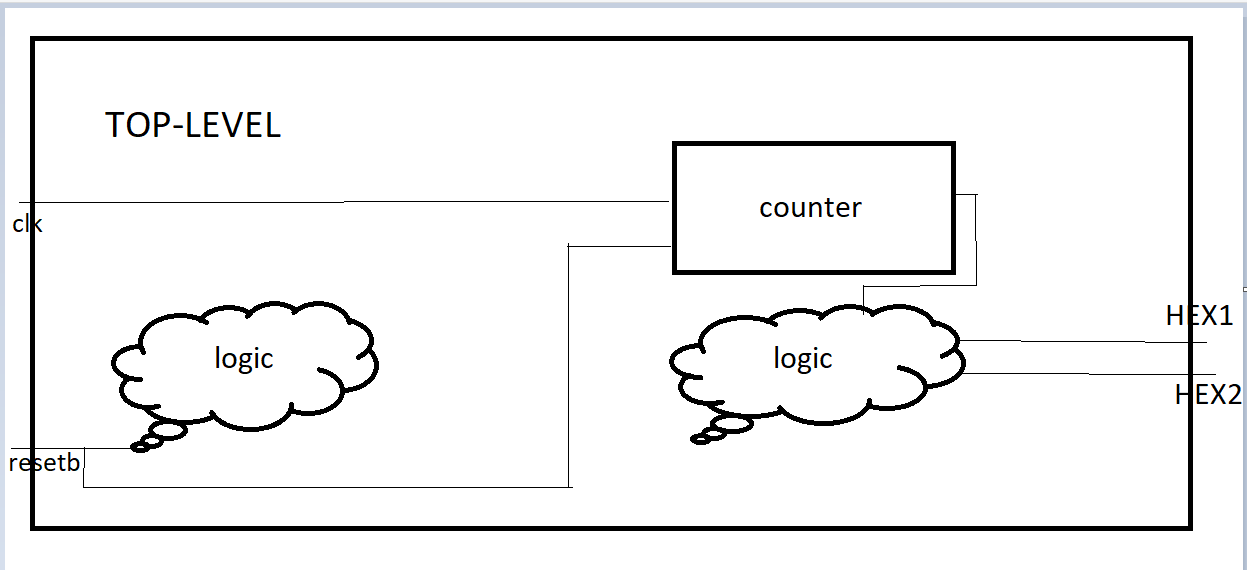 TOP-LEVEL
counter
clk
HEX1
logic
logic
HEX2
resetb